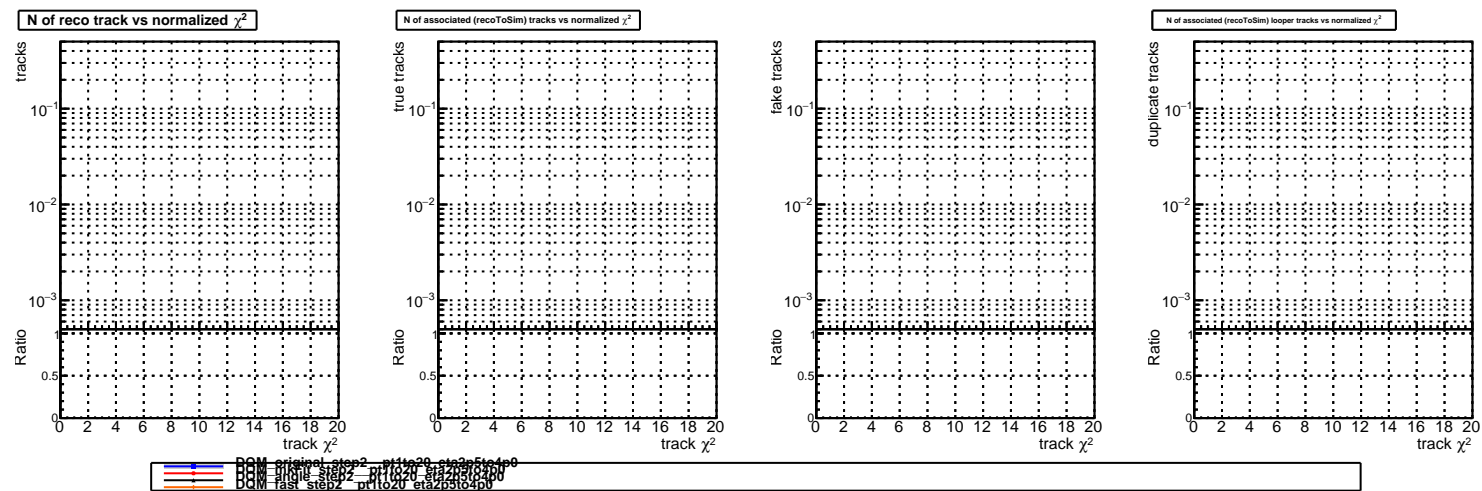 N of reco track vs normalized χ²
N of associated (recoToSim) tracks vs normalized χ²
N of associated (recoToSim) looper tracks vs normalized χ²
tracks
10⁻¹
10⁻²
10⁻³
Ratio
1
0.5
0
0 2 4 6 8 10 12 14 16 18 20
track χ²
true tracks
10⁻¹
10⁻²
10⁻³
Ratio
1
0.5
0
0 2 4 6 8 10 12 14 16 18 20
track χ²
fake tracks
10⁻¹
10⁻²
10⁻³
Ratio
1
0.5
0
0 2 4 6 8 10 12 14 16 18 20
track χ²
duplicate tracks
10⁻¹
10⁻²
10⁻³
Ratio
1
0.5
0
0 2 4 6 8 10 12 14 16 18 20
track χ²
DQM_original_step2__pt1to20_eta2p5to4p0
DQM_mkfit_step2__pt1to20_eta2p5to4p0
DQM_angle_step2__pt1to20_eta2p5to4p0
DQM_fast_step2__pt1to20_eta2p5to4p0